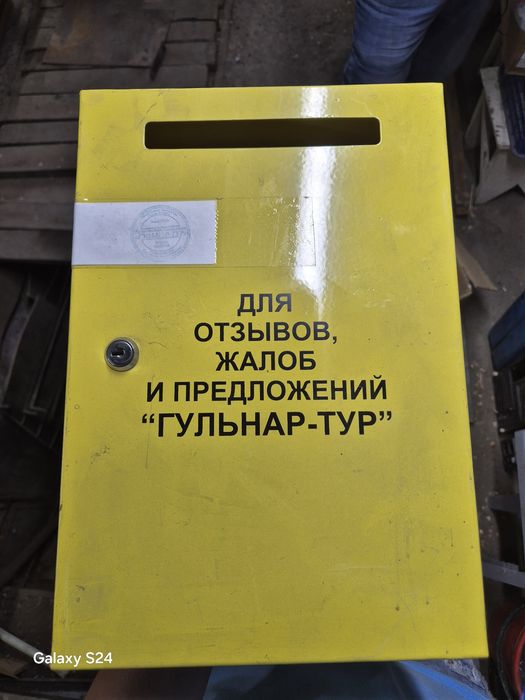 ДЛЯ
ОТЗЫВОВ,
ЖАЛОБ
И ПРЕДЛОЖЕНИЙ
“ГУЛЬНАР-ТУР”
Galaxy S24